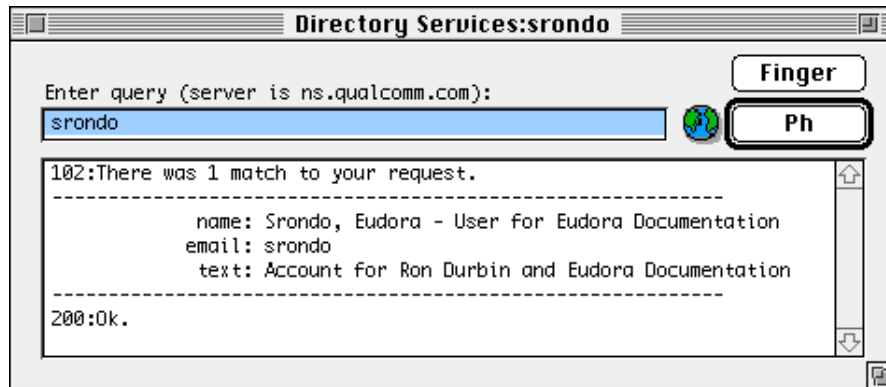 Directory Services:srondo
Finger
Enter query (server is ns.qualcomm.com):
srondo
Ph
102:There was 1 match to your request.
------------------------------------------------------------
name: Srondo, Eudora - User for Eudora Documentation
email: srondo
text: Account for Ron Durbin and Eudora Documentation
------------------------------------------------------------
200:Ok.